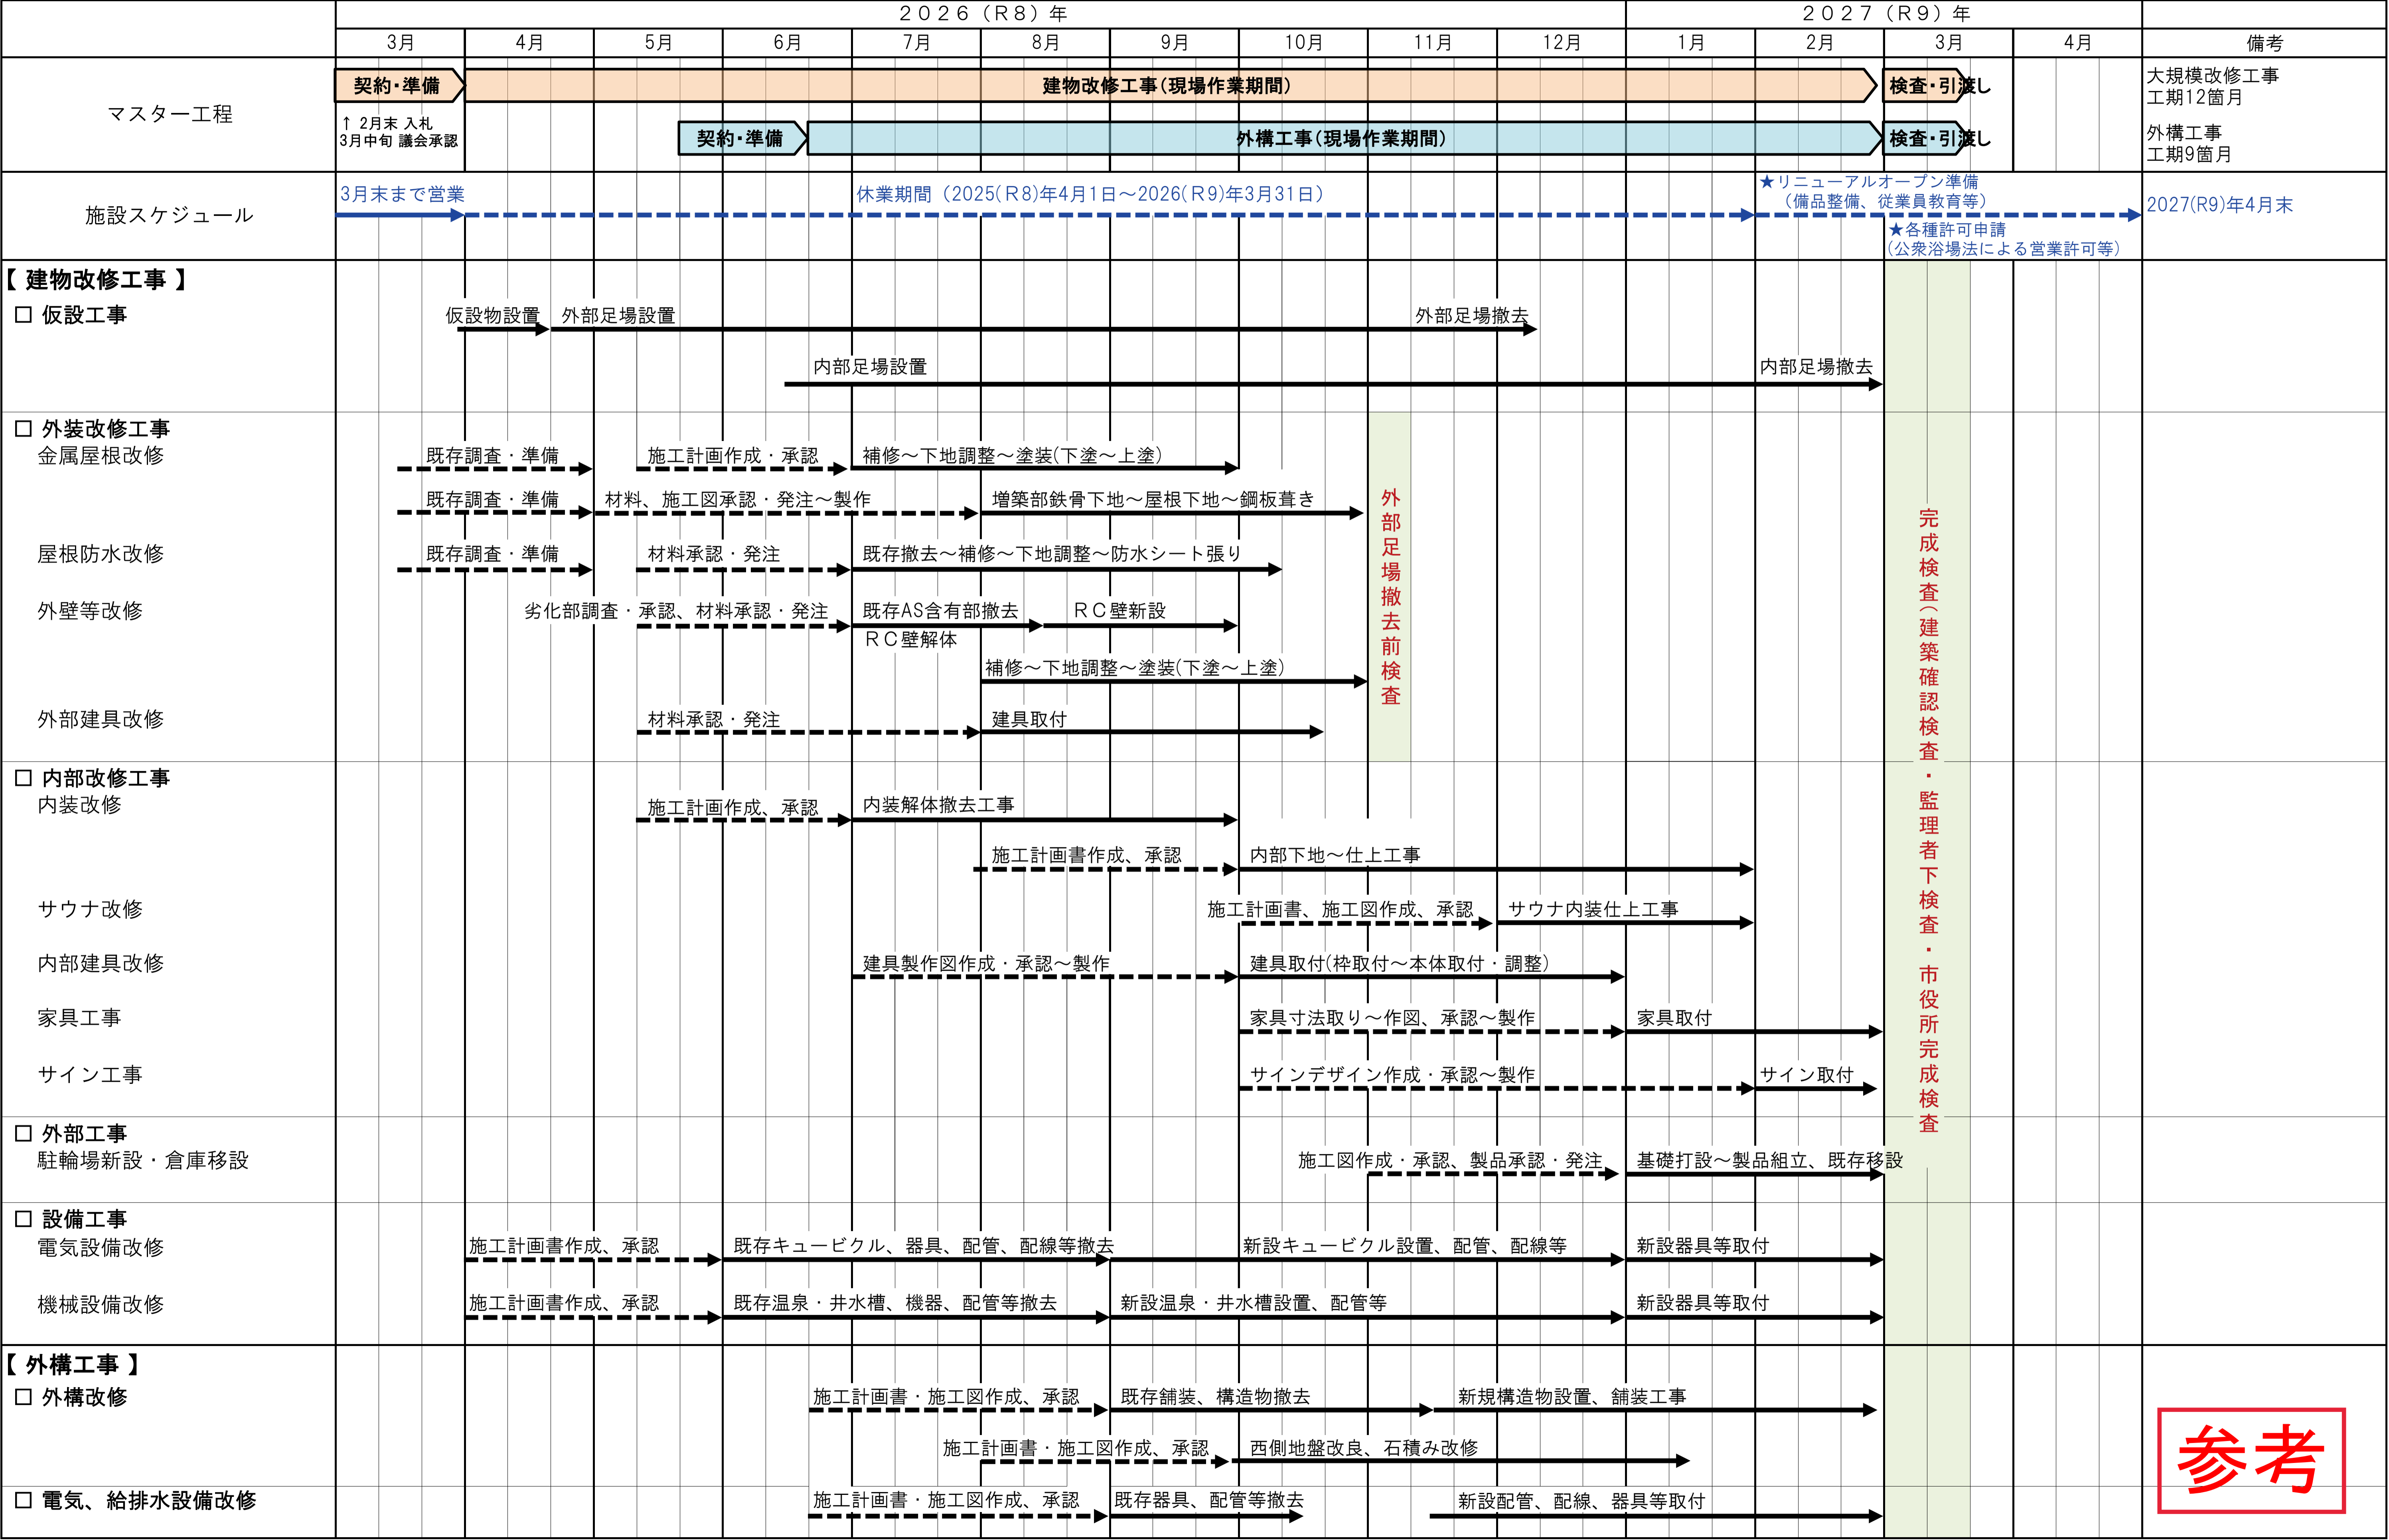 ２０２６（Ｒ８）年
２０２７（Ｒ９）年
3月
4月
5月
6月
7月
8月
9月
10月
11月
12月
1月
2月
3月
4月
備考
マスター工程
契約・準備
建物改修工事（現場作業期間）
検査・引渡し
大規模改修工事
工期12箇月
↑ 2月末 入札
3月中旬 議会承認
契約・準備
外構工事（現場作業期間）
検査・引渡し
外構工事
工期9箇月
施設スケジュール
3月末まで営業
休業期間（2025(Ｒ8)年4月1日～2026(Ｒ9)年3月31日）
★リニューアルオープン準備
（備品整備、従業員教育等）
★各種許可申請
(公衆浴場法による営業許可等)
2027(R9)年4月末
【 建物改修工事 】
□ 仮設工事
仮設物設置
外部足場設置
外部足場撤去
内部足場設置
内部足場撤去
□ 外装改修工事
金属屋根改修
既存調査・準備
施工計画作成・承認
補修～下地調整～塗装(下塗～上塗)
既存調査・準備
材料、施工図承認・発注～製作
増築部鉄骨下地～屋根下地～鋼板葺き
屋根防水改修
既存調査・準備
材料承認・発注
既存撤去～補修～下地調整～防水シート張り
外壁等改修
劣化部調査・承認、材料承認・発注
既存AS含有部撤去
ＲＣ壁新設
ＲＣ壁解体
補修～下地調整～塗装(下塗～上塗)
外部建具改修
材料承認・発注
建具取付
外部足場撤去前検査
完成検査（建築確認検査・監理者下検査・市役所完成検査
□ 内部改修工事
内装改修
施工計画作成、承認
内装解体撤去工事
施工計画書作成、承認
内部下地～仕上工事
サウナ改修
施工計画書、施工図作成、承認
サウナ内装仕上工事
内部建具改修
建具製作図作成・承認～製作
建具取付(枠取付～本体取付・調整)
家具工事
家具寸法取り～作図、承認～製作
家具取付
サイン工事
サインデザイン作成・承認～製作
サイン取付
□ 外部工事
駐輪場新設・倉庫移設
施工図作成・承認、製品承認・発注
基礎打設～製品組立、既存移設
□ 設備工事
電気設備改修
施工計画書作成、承認
既存キュービクル、器具、配管、配線等撤去
新設キュービクル設置、配管、配線等
新設器具等取付
機械設備改修
施工計画書作成、承認
既存温泉・井水槽、機器、配管等撤去
新設温泉・井水槽設置、配管等
新設器具等取付
【 外構工事 】
□ 外構改修
施工計画書・施工図作成、承認
既存舗装、構造物撤去
新規構造物設置、舗装工事
施工計画書・施工図作成、承認
西側地盤改良、石積み改修
□ 電気、給排水設備改修
施工計画書・施工図作成、承認
既存器具、配管等撤去
新設配管、配線、器具等取付
参考